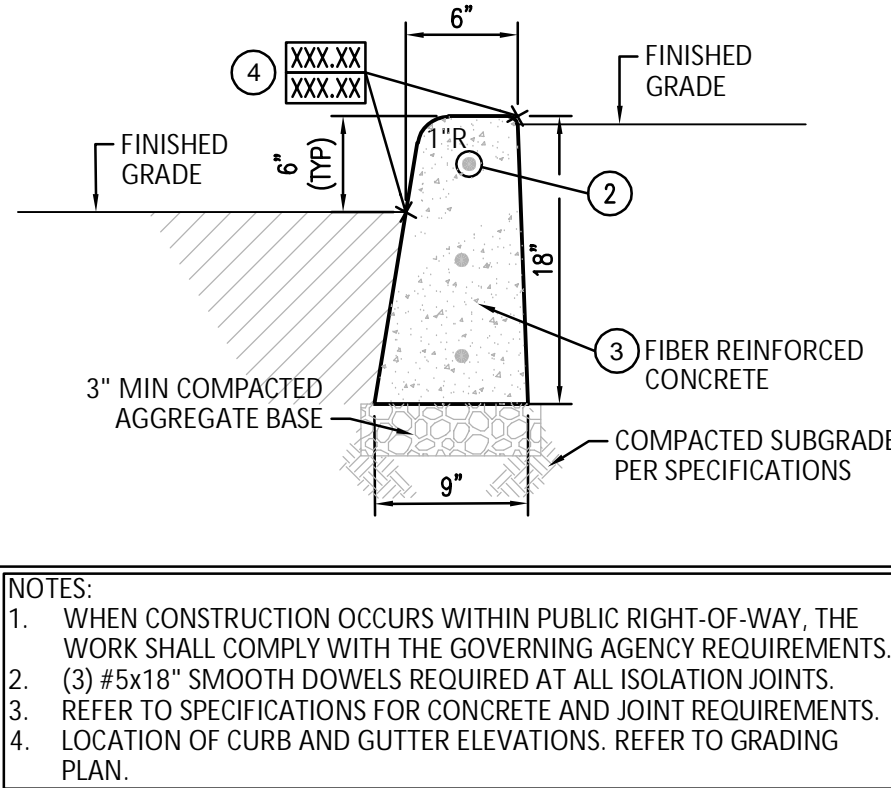 6"
XXX.XX
XXX.XX
4
FINISHED
GRADE
FINISHED
GRADE
6"
(TYP)
1"R
2
18"
3 FIBER REINFORCED
CONCRETE
3" MIN COMPACTED
AGGREGATE BASE
COMPACTED SUBGRADE
PER SPECIFICATIONS
9"
NOTES:
1. WHEN CONSTRUCTION OCCURS WITHIN PUBLIC RIGHT-OF-WAY, THE
WORK SHALL COMPLY WITH THE GOVERNING AGENCY REQUIREMENTS.
2. (3) #5x18" SMOOTH DOWELS REQUIRED AT ALL ISOLATION JOINTS.
3. REFER TO SPECIFICATIONS FOR CONCRETE AND JOINT REQUIREMENTS.
4. LOCATION OF CURB AND GUTTER ELEVATIONS. REFER TO GRADING
PLAN.